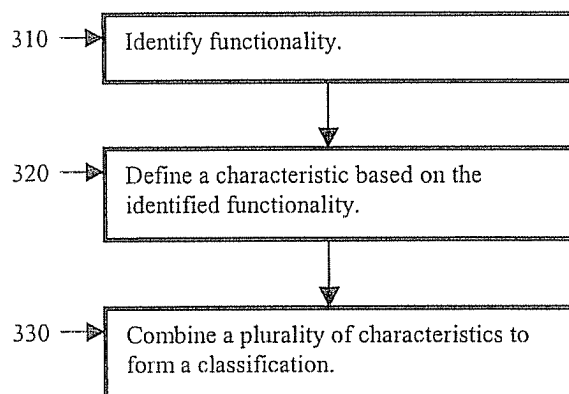 310
Identify functionality.
320
Define a characteristic based on the
identified functionality.
330
Combine a plurality of characteristics to
form a classification.